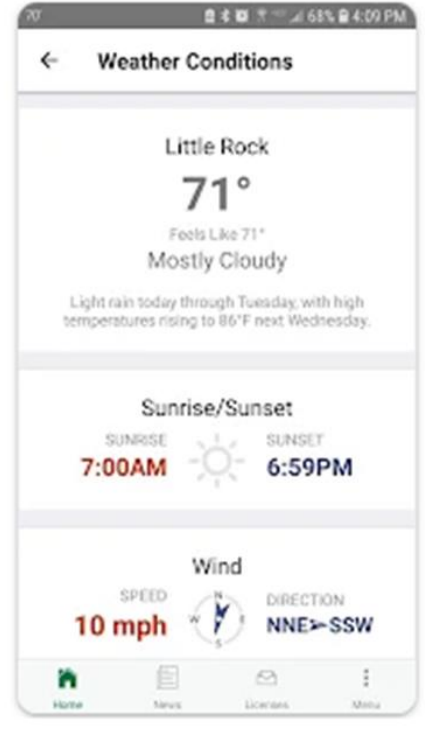 70° 68% 4:09 PM
Weather Conditions
Little Rock
71°
Feels Like 71°
Mostly Cloudy
Light rain today through Tuesday, with high
temperatures rising to 86°F next Wednesday.
Sunrise/Sunset
SUNRISE SUNSET
7:00AM 6:59PM
Wind
SPEED N DIRECTION
10 mph W E NNE➢SSW
S
Home News Licenses Menu